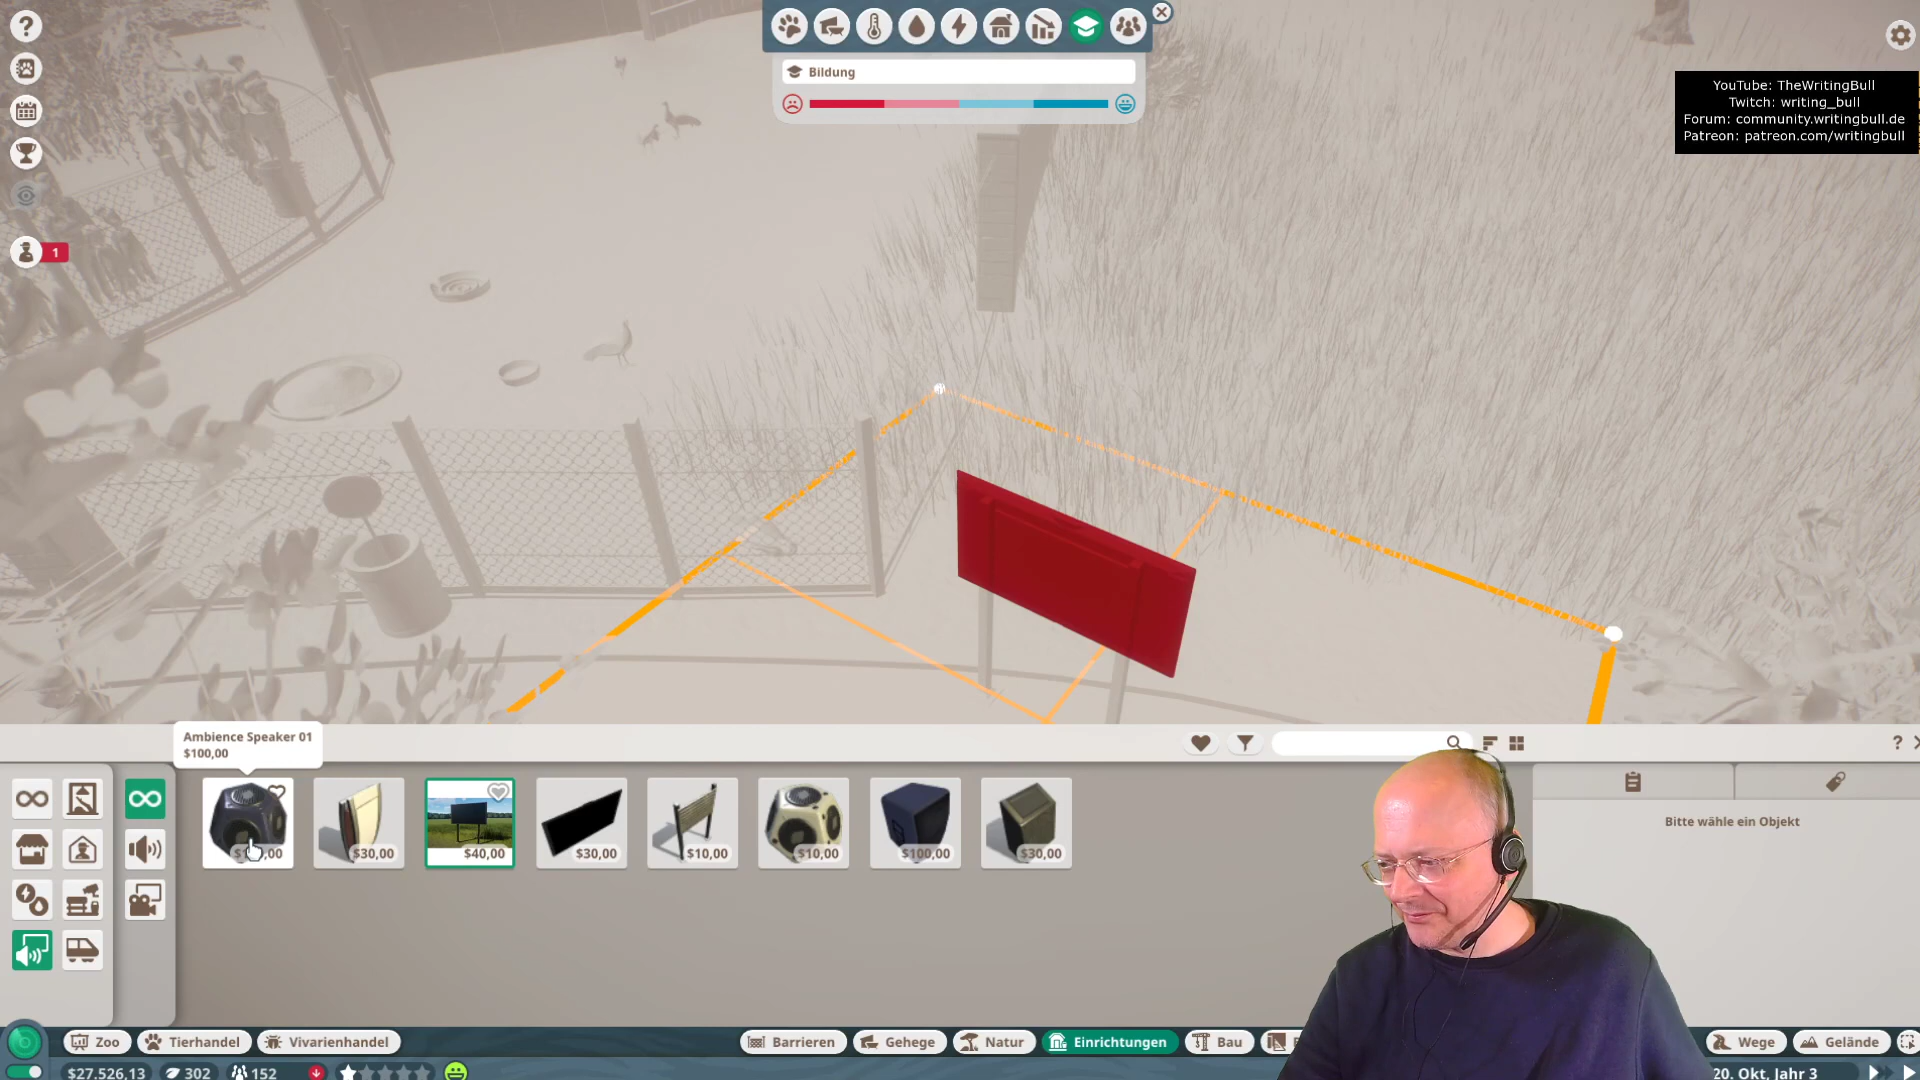 Bildung
YouTube: TheWritingBull
Twitch: writing_bull
Forum: community.writingbull.de
Patreon: patreon.com/writingbull
1
Ambience Speaker 01
$100,00
$30,00
$40,00
$30,00
$10,00
$10,00
$100,00
$30,00
Bitte wähle ein Objekt
Zoo
Tierhandel
Vivarienhandel
Barrieren
Gehege
Natur
Einrichtungen
Bau
Wege
Gelände
$27.526,13
302
152
20. Okt, Jahr 3